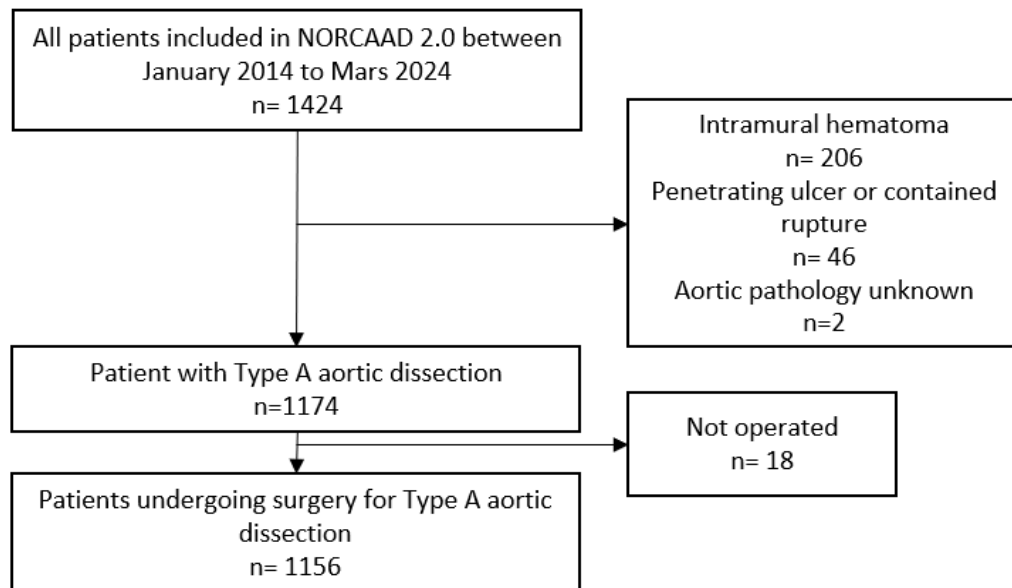 All patients included in NORCAAD 2.0 between
January 2014 to Mars 2024
n= 1424
Intramural hematoma
n= 206
Penetrating ulcer or contained
rupture
n= 46
Aortic pathology unknown
n=2
Patient with Type A aortic dissection
n=1174
Not operated
n= 18
Patients undergoing surgery for Type A aortic
dissection
n= 1156